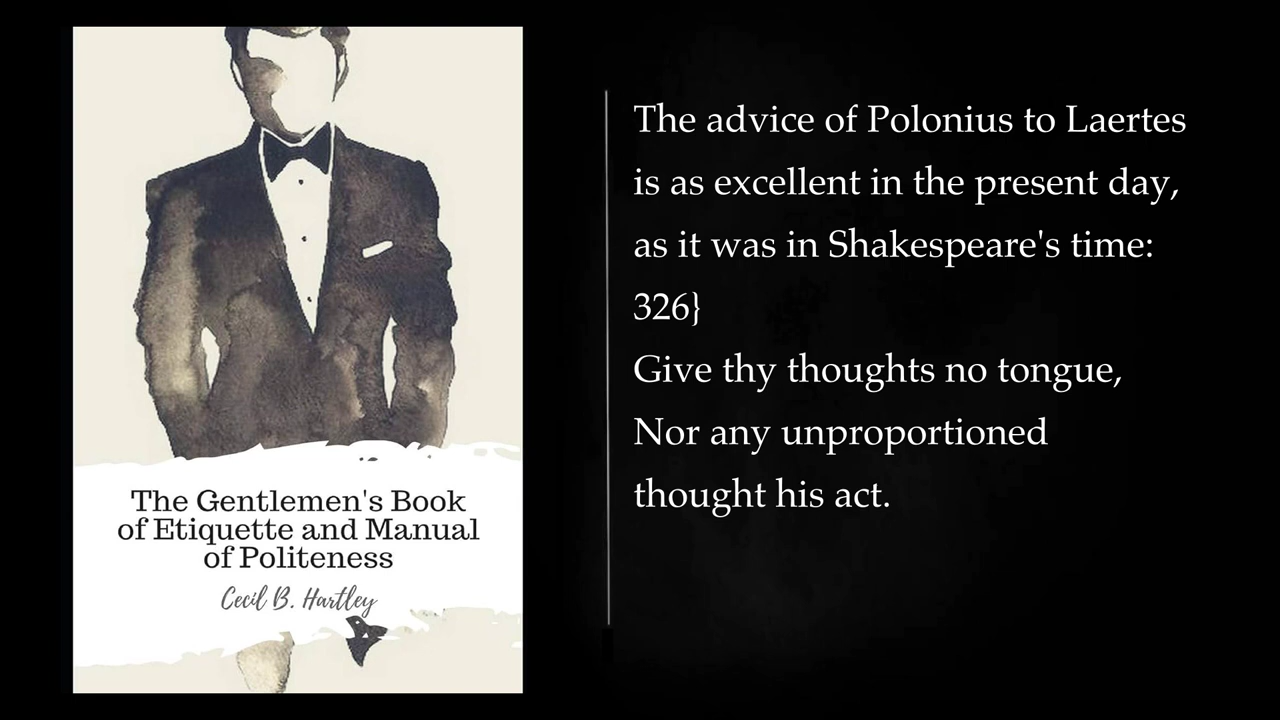 The Gentlemen's Book
of Etiquette and Manual
of Politeness
Cecil B. Hartley
The advice of Polonius to Laertes
is as excellent in the present day,
as it was in Shakespeare's time:
326}
Give thy thoughts no tongue,
Nor any unproportioned
thought his act.